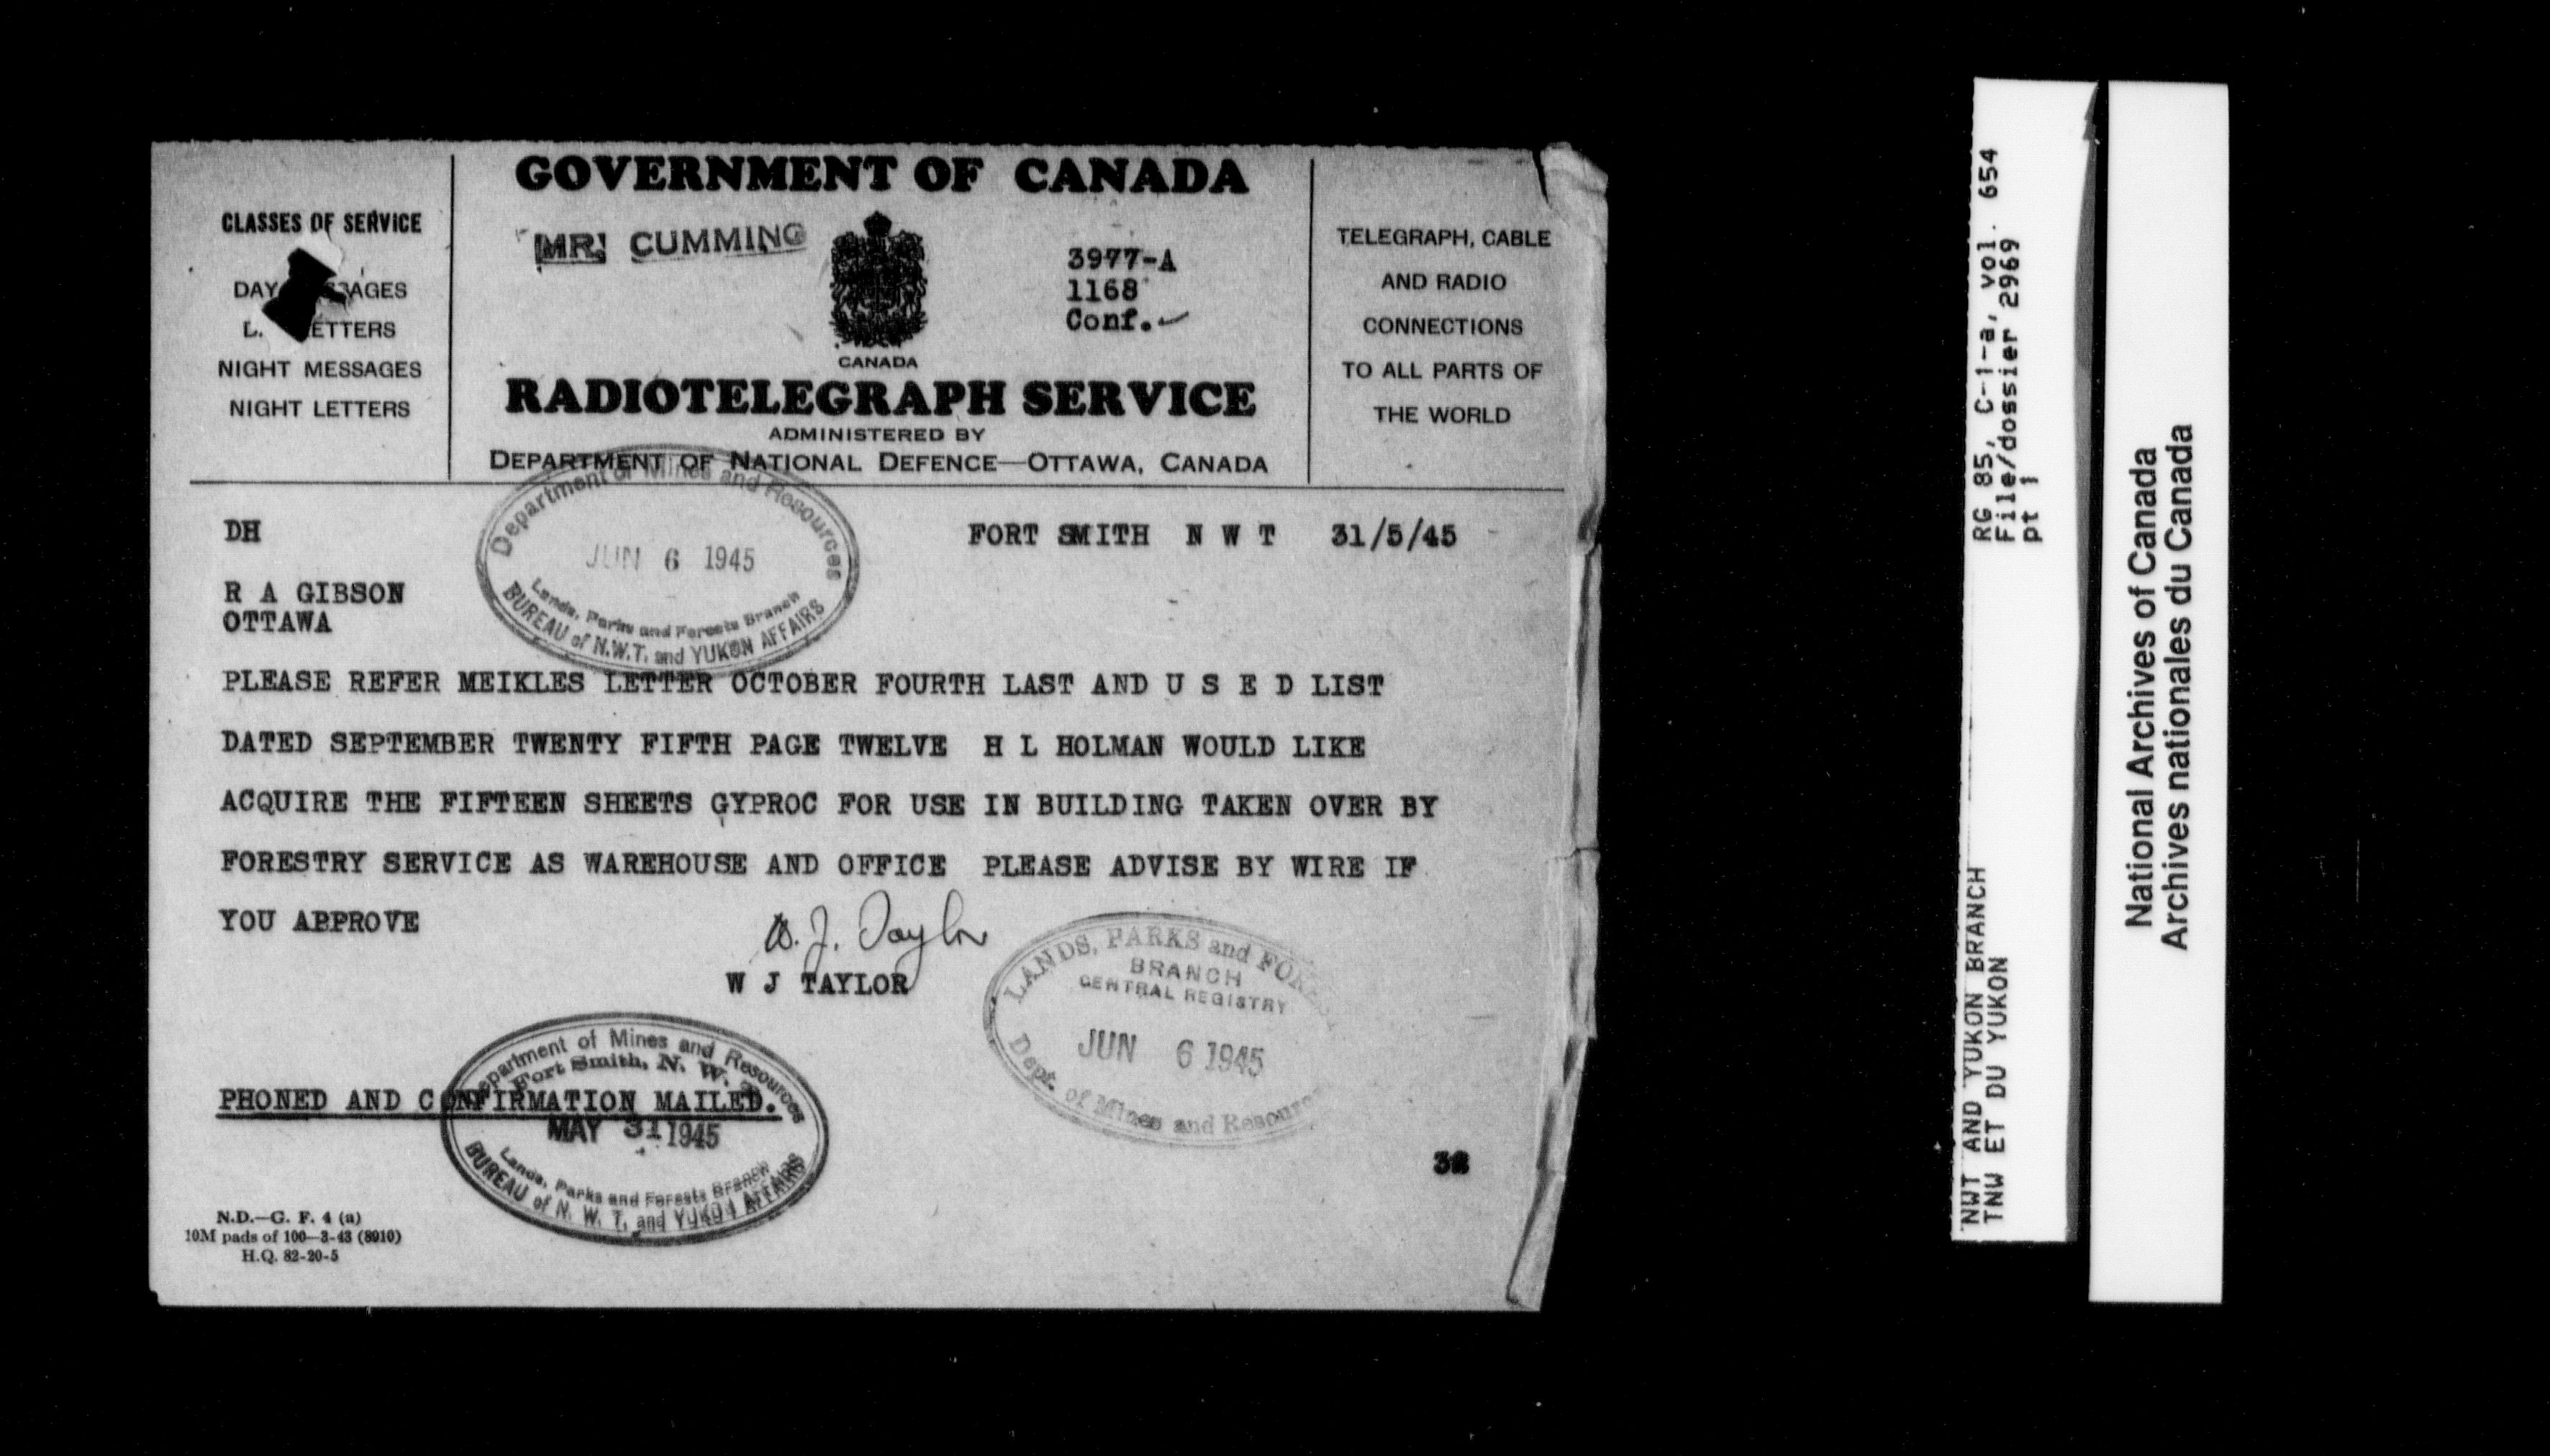 GOVERNMENT OF CANADA
MR. CUMMING
3977-A
1168
Conf.
CLASSES OF SERVICE
DAY AGES
L. ETTERS
NIGHT MESSAGES
NIGHT LETTERS
CANADA
RADIOTELEGRAPH SERVICE
ADMINISTERED BY
DEPARTMENT OF NATIONAL DEFENCE—OTTAWA, CANADA
TELEGRAPH, CABLE
AND RADIO
CONNECTIONS
TO ALL PARTS OF
THE WORLD
Department of Mines and Resources
JUN 6 1945
Lands, Parks and Forests Branch
BUREAU of N.W.T. and YUKON AFFAIRS
DH
FORT SMITH N W T 31/5/45
R A GIBSON
OTTAWA
PLEASE REFER MEIKLES LETTER OCTOBER FOURTH LAST AND U S E D LIST
DATED SEPTEMBER TWENTY FIFTH PAGE TWELVE H L HOLMAN WOULD LIKE
ACQUIRE THE FIFTEEN SHEETS GYPROC FOR USE IN BUILDING TAKEN OVER BY
FORESTRY SERVICE AS WAREHOUSE AND OFFICE PLEASE ADVISE BY WIRE IF
YOU APPROVE
W. J. Taylor
W J TAYLOR
LANDS, PARKS and FORE
BRANCH
CENTRAL REGISTRY
JUN 6 1945
Dept. of Mines and Resour
PHONED AND CONFIRMATION MAILED.
Department of Mines and Resources
Fort Smith, N. W. T.
MAY 31 1945
Lands, Parks and Forests Branch
BUREAU of N. W. T. and YUKON AFFAIRS
N.D.—G. F. 4 (a)
10M pads of 100—3-43 (8910)
H.Q. 82-20-5
RG 85, C-1-a, vol. 654
File/dossier 2969
pt 1
NWT AND YUKON BRANCH
TNW ET DU YUKON
National Archives of Canada
Archives nationales du Canada